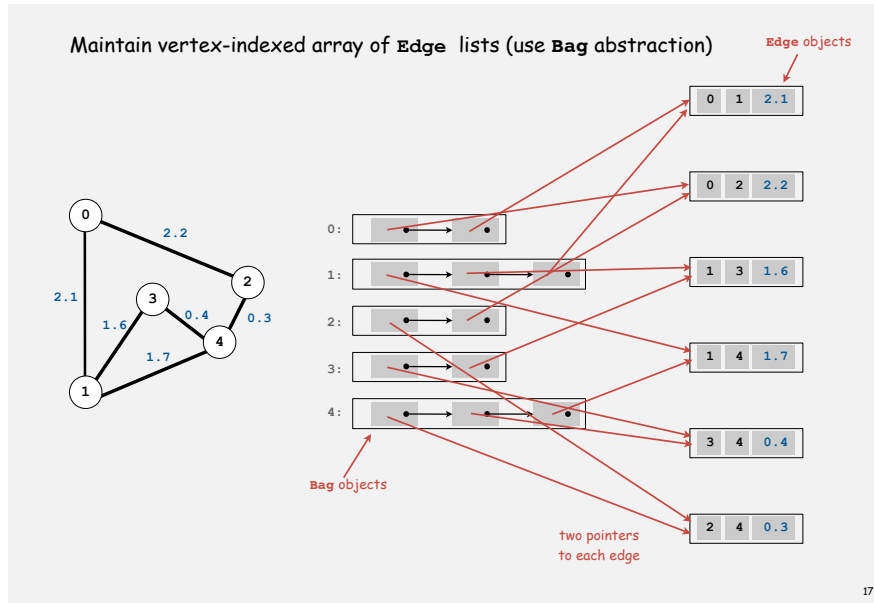 Maintain vertex-indexed array of Edge lists (use Bag abstraction)
Edge objects
0 1 2.1
0 2 2.2
1 3 1.6
1 4 1.7
3 4 0.4
2 4 0.3
0
2.2
2
2.1
3
1.6
0.4
0.3
4
1.7
1
0:
1:
2:
3:
4:
Bag objects
two pointers
to each edge
17